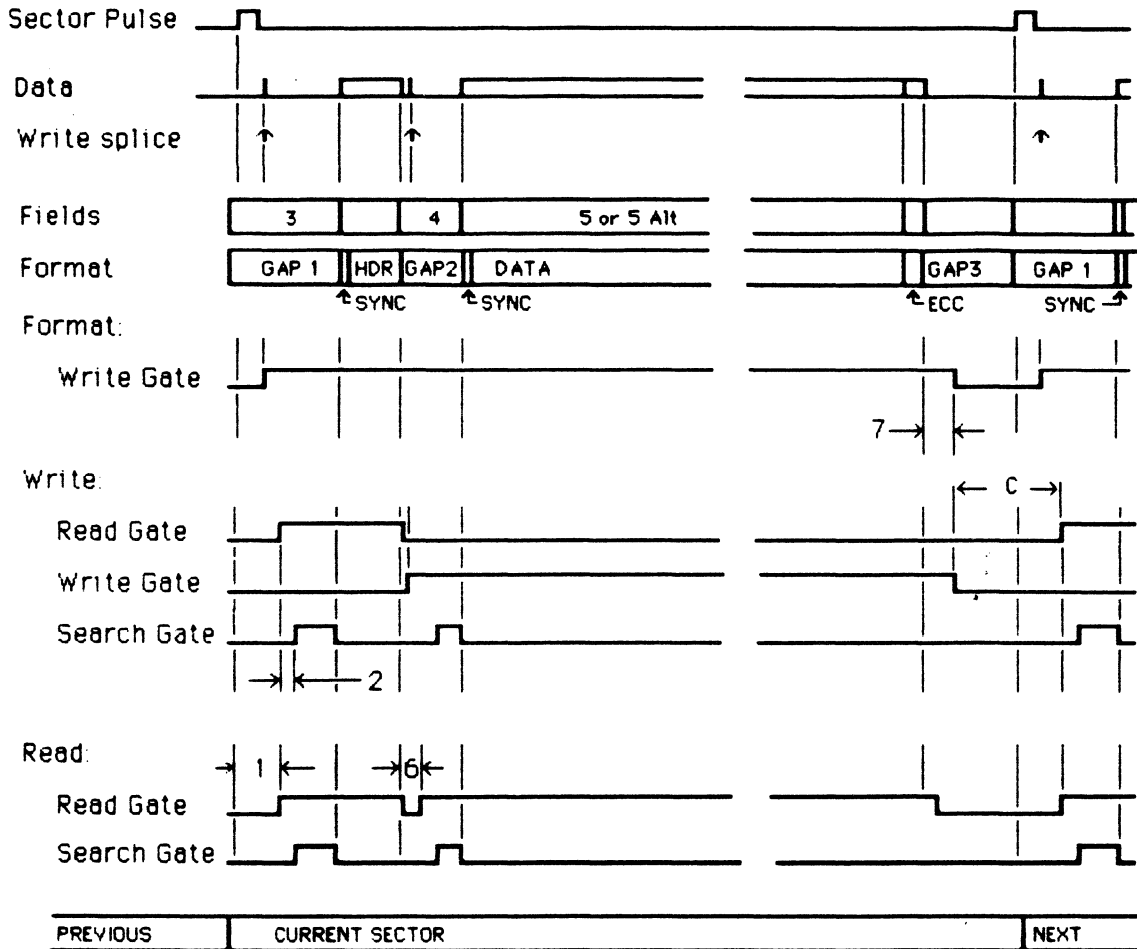 Sector Pulse
Data
Write splice
Fields 3 4 5 or 5 Alt
Format GAP 1 HDR GAP2 DATA GAP3 GAP 1
SYNC SYNC ECC SYNC
Format:
Write Gate
7
Write:
C
Read Gate
Write Gate
Search Gate
2
Read:
1 6
Read Gate
Search Gate
PREVIOUS CURRENT SECTOR NEXT